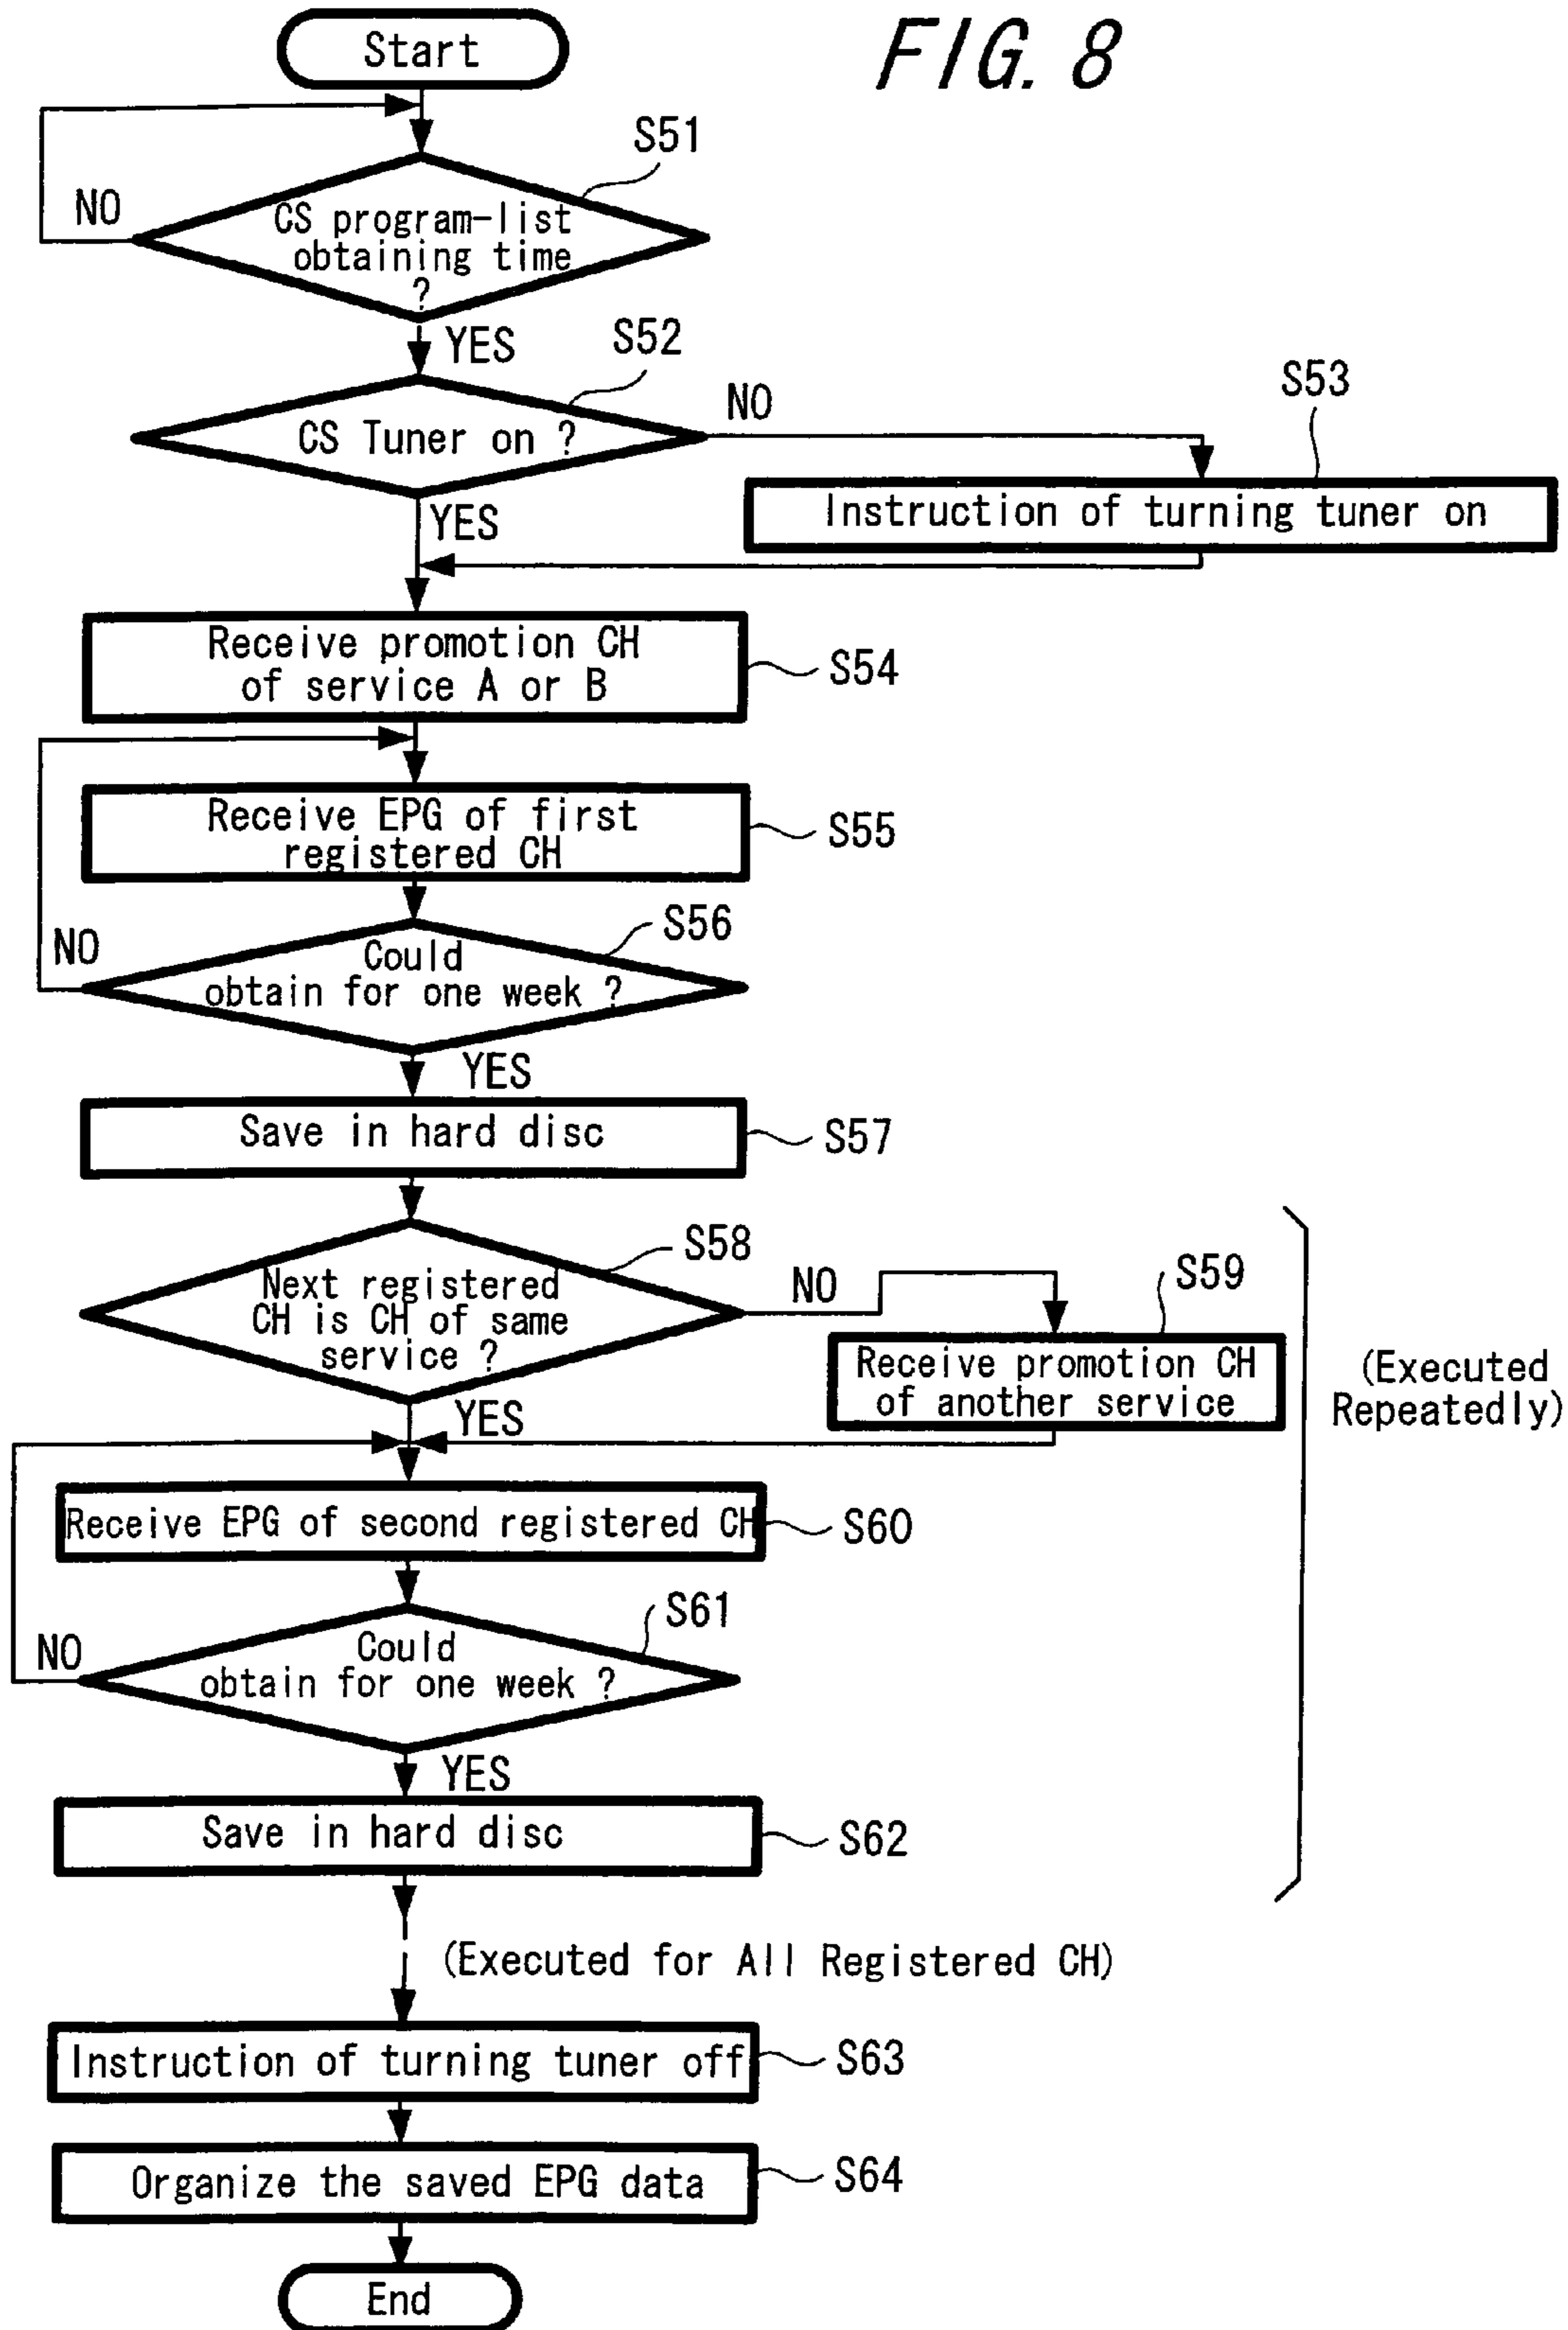 FIG. 8
Start
S51
NO
CS program-list
obtaining time
?
YES
S52
CS Tuner on ?
NO
S53
Instruction of turning tuner on
YES
Receive promotion CH
of service A or B
S54
Receive EPG of first
registered CH
S55
S56
NO
Could
obtain for one week ?
YES
Save in hard disc
S57
S58
Next registered
CH is CH of same
service ?
NO
S59
Receive promotion CH
of another service
(Executed
Repeatedly)
YES
Receive EPG of second registered CH
S60
S61
NO
Could
obtain for one week ?
YES
Save in hard disc
S62
(Executed for All Registered CH)
Instruction of turning tuner off
S63
Organize the saved EPG data
S64
End